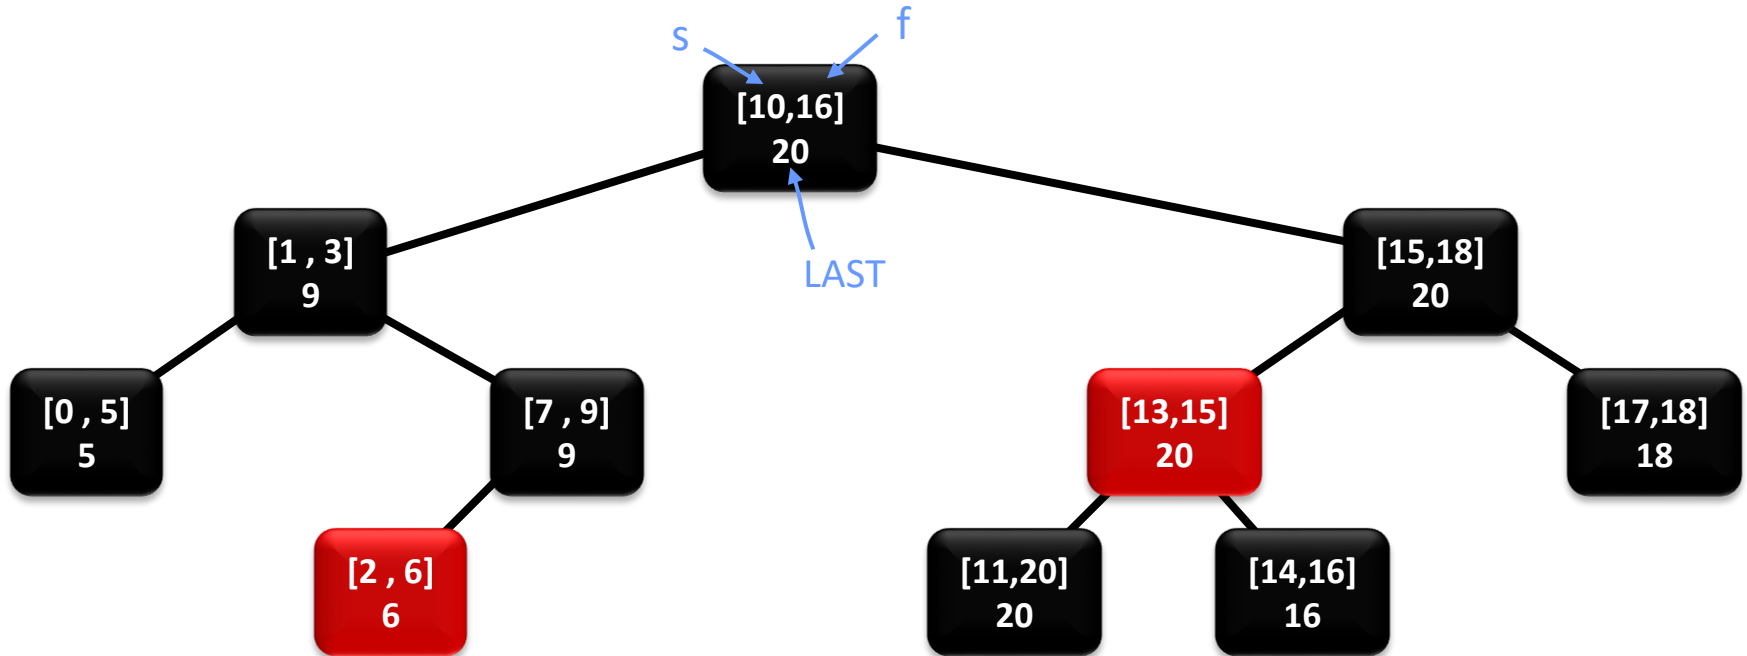 s
f
[10,16]
20
LAST
[1 , 3]
9
[15,18]
20
[0 , 5]
5
[7 , 9]
9
[13,15]
20
[17,18]
18
[2 , 6]
6
[11,20]
20
[14,16]
16